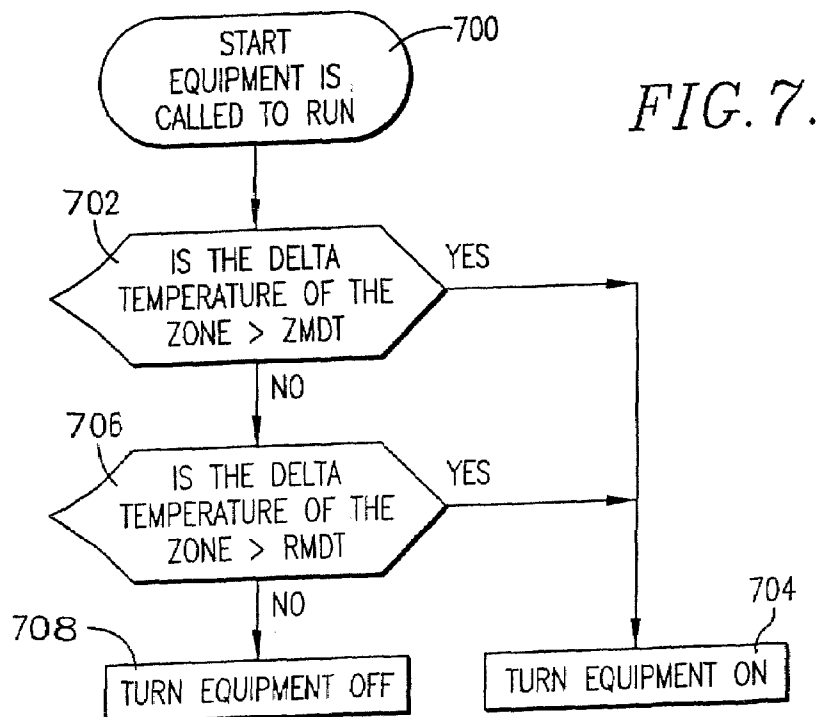 START
EQUIPMENT IS
CALLED TO RUN
700
FIG. 7.
702
IS THE DELTA
TEMPERATURE OF THE
ZONE > ZMDT
YES
NO
706
IS THE DELTA
TEMPERATURE OF THE
ZONE > RMDT
YES
NO
708
TURN EQUIPMENT OFF
704
TURN EQUIPMENT ON